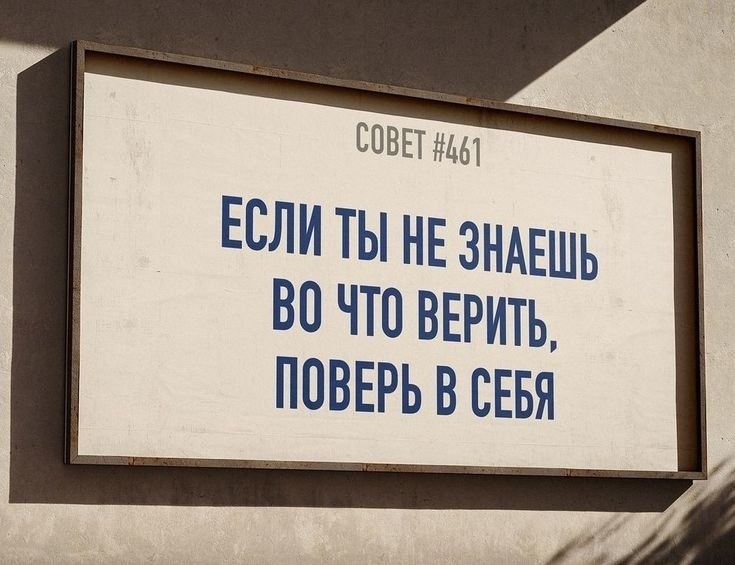 СОВЕТ #461
ЕСЛИ ТЫ НЕ ЗНАЕШЬ
ВО ЧТО ВЕРИТЬ,
ПОВЕРЬ В СЕБЯ